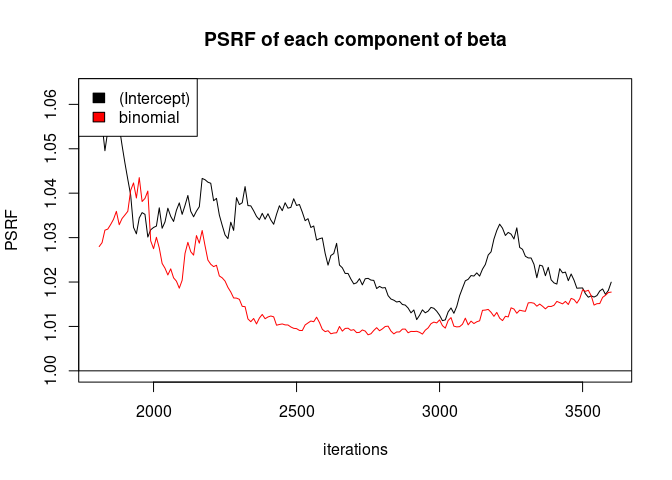 PSRF of each component of beta
(Intercept)
binomial
PSRF
1.06
1.05
1.04
1.03
1.02
1.01
1.00
2000 2500 3000 3500
iterations